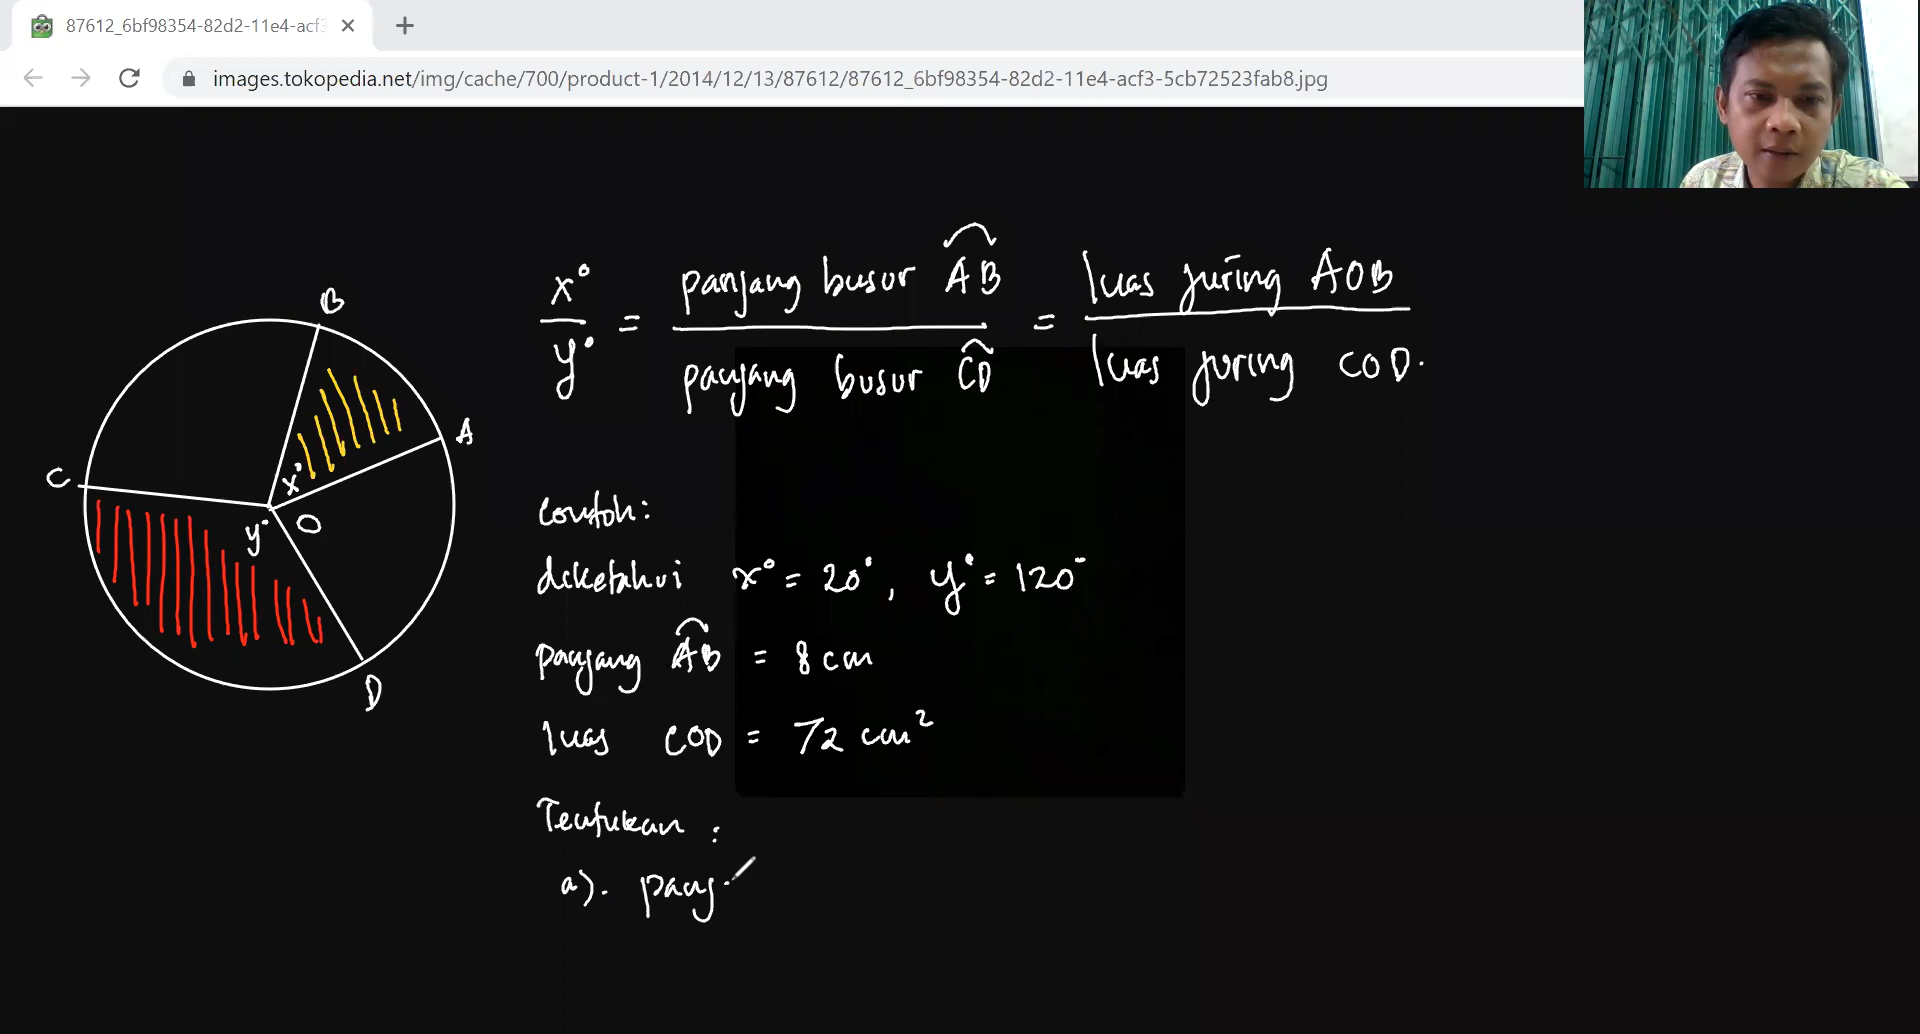 87612_6bf98354-82d2-11e4-acf3
images.tokopedia.net/img/cache/700/product-1/2014/12/13/87612/87612_6bf98354-82d2-11e4-acf3-5cb72523fab8.jpg
x° / y° = panjang busur AB / panjang busur CD = luas juring AOB / luas juring COD.
B
A
C
x°
y°
O
D
Contoh:
diketahui x° = 20°, y° = 120°
panjang AB = 8 cm
luas COD = 72 cm²
Tentukan :
a). panj